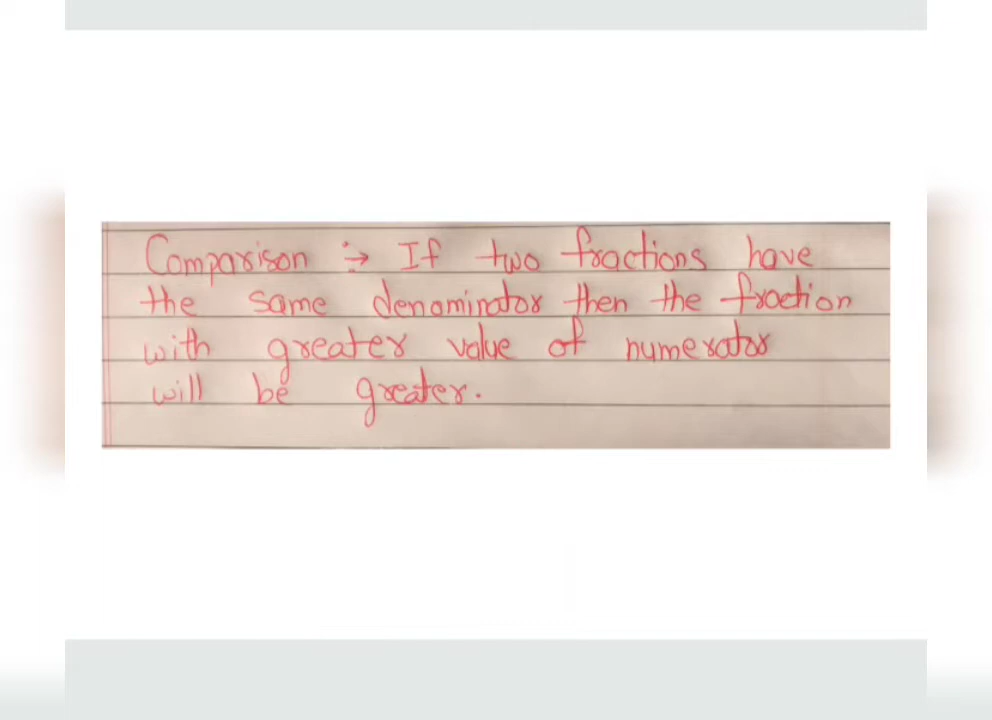 Comparison :→ If two fractions have
the same denominator then the fraction
with greater value of numerator
will be greater.